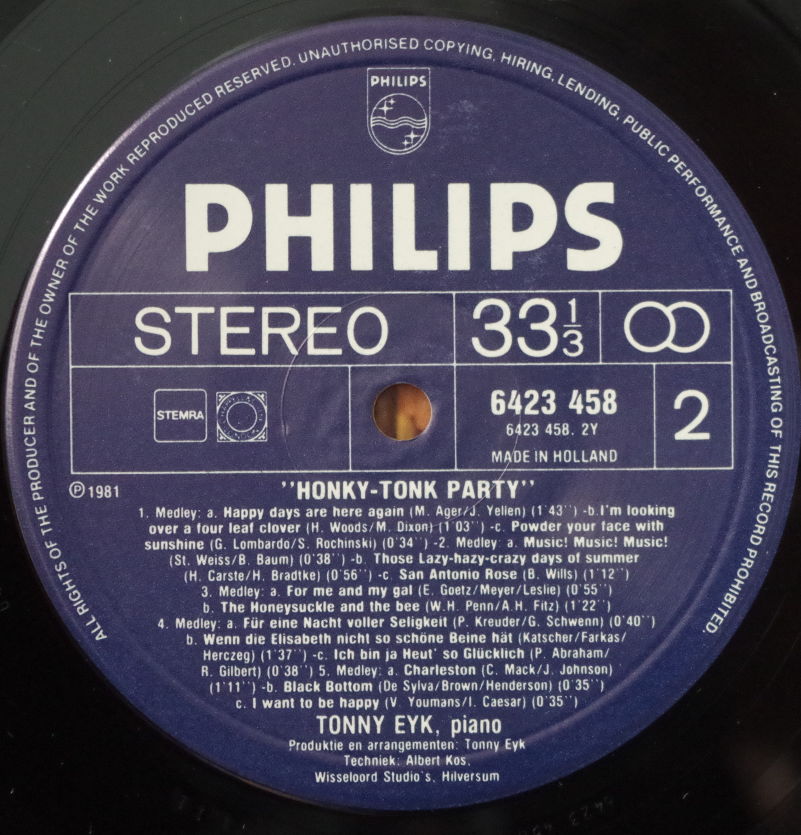 ALL RIGHTS OF THE PRODUCER AND OF THE OWNER OF THE WORK REPRODUCED RESERVED. UNAUTHORISED COPYING, HIRING, LENDING, PUBLIC PERFORMANCE AND BROADCASTING OF THIS RECORD PROHIBITED.
PHILIPS
PHILIPS
STEREO 33 1/3
STEMRA 6423 458 2
6423 458. 2Y
MADE IN HOLLAND
Ⓟ 1981 "HONKY-TONK PARTY"
1. Medley: a. Happy days are here again (M. Ager/J. Yellen) (1'43'') -b.I'm looking
over a four leaf clover (H. Woods/M. Dixon) (1'03'') -c. Powder your face with
sunshine (G. Lombardo/S. Rochinski) (0'34'') -2. Medley: a. Music! Music! Music!
(St. Weiss/B. Baum) (0'38'') -b. Those Lazy-hazy-crazy days of summer
(H. Carste/H. Bradtke) (0'56'') -c. San Antonio Rose (B. Wills) (1'12'')
3. Medley: a. For me and my gal (E. Goetz/Meyer/Leslie) (0'55'')
b. The Honeysuckle and the bee (W.H. Penn/A.H. Fitz) (1'22'')
4. Medley: a. Für eine Nacht voller Seligkeit (P. Kreuder/G. Schwenn) (0'40'')
b. Wenn die Elisabeth nicht so schöne Beine hät (Katscher/Farkas/
Herczeg) (1'37'') -c. Ich bin ja Heut' so Glücklich (P. Abraham/
R. Gilbert) (0'38'') 5. Medley: a. Charleston (C. Mack/J. Johnson)
(1'11'') -b. Black Bottom (De Sylva/Brown/Henderson) (0'35'')
c. I want to be happy (V. Youmans/I. Caesar) (0'35'')
TONNY EYK, piano
Produktie en arrangementen: Tonny Eyk
Techniek: Albert Kos,
Wisseloord Studio's, Hilversum